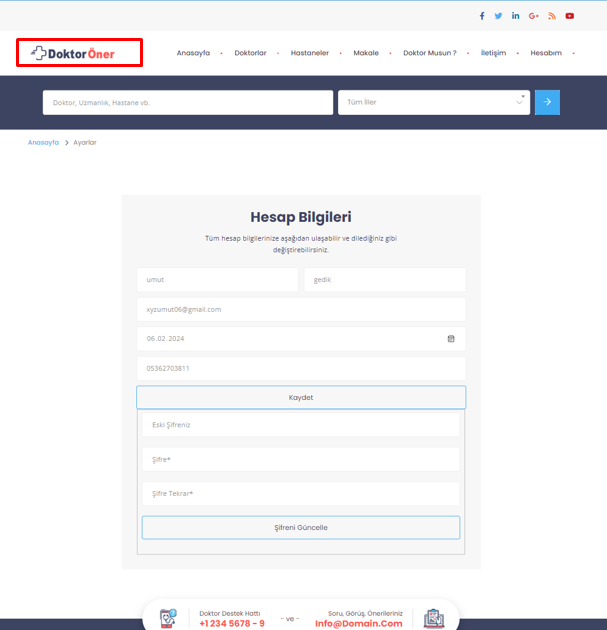 DoktorÖner
Anasayfa • Doktorlar • Hastaneler • Makale • Doktor Musun ? • İletişim • Hesabım •
Doktor, Uzmanlık, Hastane vb.
Tüm İller
Anasayfa > Ayarlar
Hesap Bilgileri
Tüm hesap bilgilerinize aşağıdan ulaşabilir ve dilediğiniz gibi
değiştirebilirsiniz.
umut
gedik
xyzumut06@gmail.com
06.02.2024
05362703811
Kaydet
Eski Şifreniz
Şifre*
Şifre Tekrar*
Şifreni Güncelle
Doktor Destek Hattı
+1 234 5678 - 9
- ve -
Soru, Görüş, Önerileriniz
Info@Domain.Com